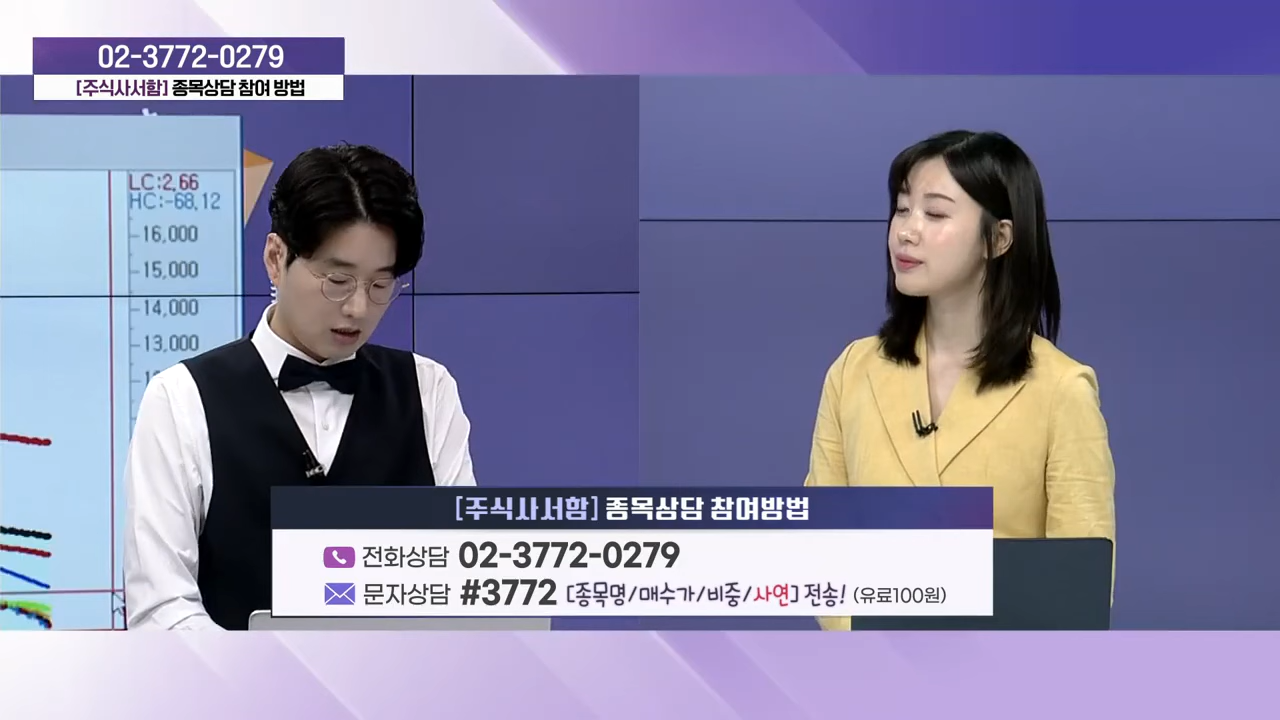 02-3772-0279
[주식사서함] 종목상담 참여 방법
LC:2.66
HC:-68.12
16,000
15,000
14,000
13,000
[주식사서함] 종목상담 참여방법
전화상담 02-3772-0279
문자상담 #3772 [종목명/매수가/비중/사연] 전송! (유료100원)